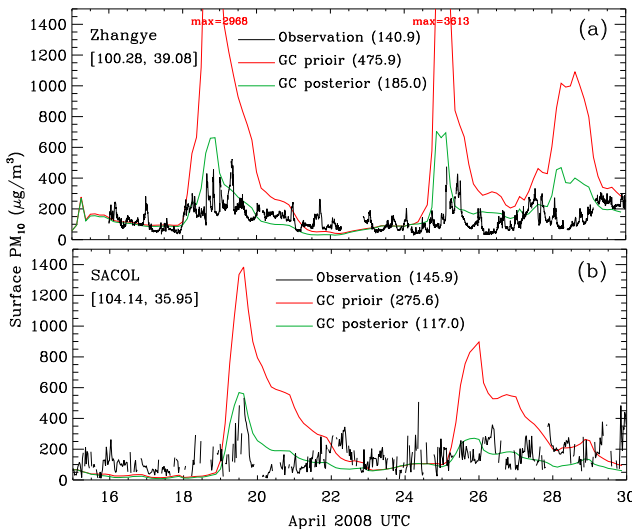 max=2968
max=3613
1400
1200
1000
800
600
400
200
0
Zhangye
[100.28, 39.08]
Observation (140.9)
GC prioir (475.9)
GC posterior (185.0)
(a)
Surface PM10 (μg/m³)
1400
1200
1000
800
600
400
200
0
SACOL
[104.14, 35.95]
Observation (145.9)
GC prioir (275.6)
GC posterior (117.0)
(b)
16 18 20 22 24 26 28 30
April 2008 UTC